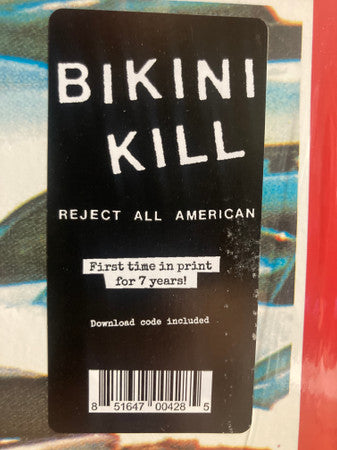 BIKINI
KILL
REJECT ALL AMERICAN
First time in print
for 7 years!
Download code included
8 51647 00428 5